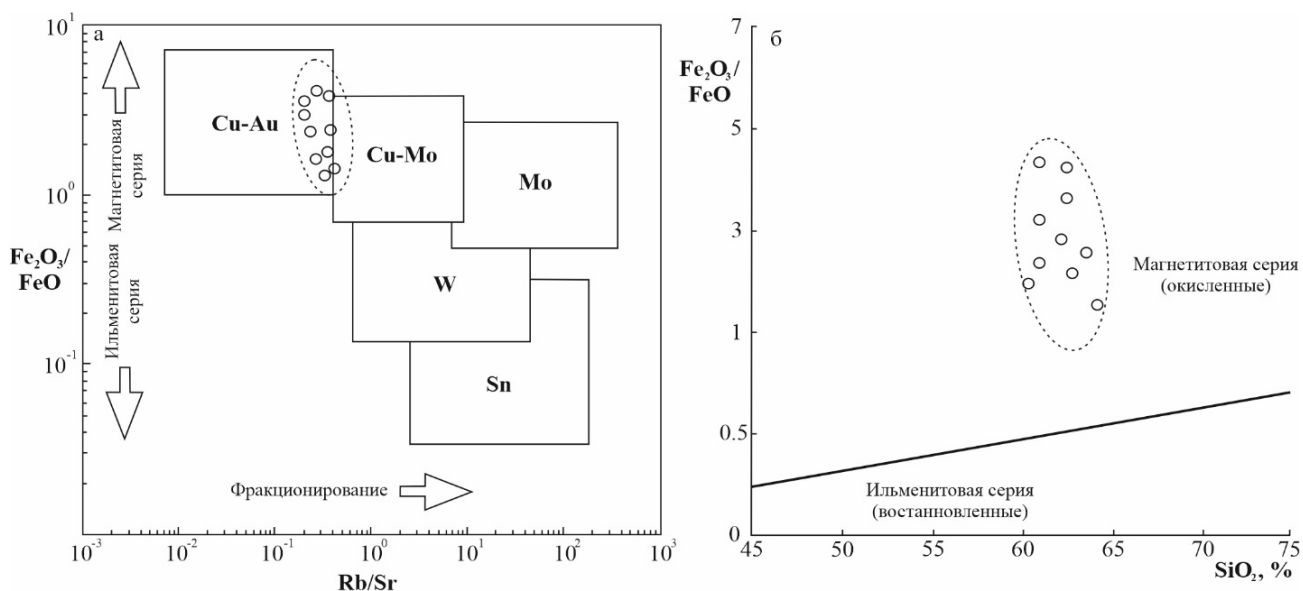 а
10¹
Cu-Au
Cu-Mo
Mo
W
Sn
10⁰
10⁻¹
Fe₂O₃/
FeO
Магнетитовая
серия
Ильменитовая
серия
Фракционирование
10⁻³
10⁻²
10⁻¹
10⁰
10¹
10²
10³
Rb/Sr
б
7
Fe₂O₃/
FeO
5
3
1
0.5
0
Магнетитовая серия
(окисленные)
Ильменитовая серия
(востанновленные)
45
50
55
60
65
70
75
SiO₂, %